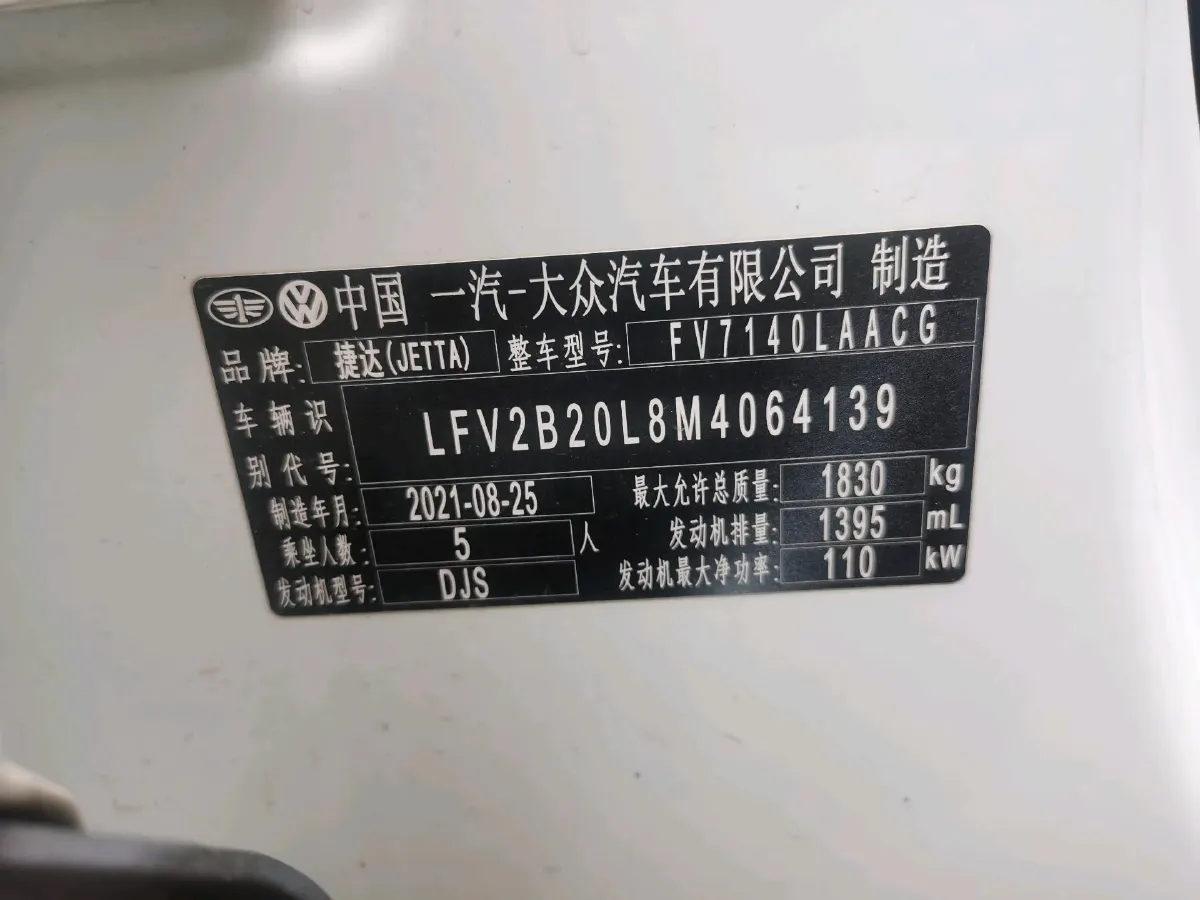 中国 一汽-大众汽车有限公司 制造
品牌: 捷达(JETTA) 整车型号: FV7140LAACG
车辆识别代号: LFV2B20L8M4064139
制造年月: 2021-08-25 最大允许总质量: 1830 kg
乘坐人数: 5 人 发动机排量: 1395 mL
发动机型号: DJS 发动机最大净功率: 110 kW